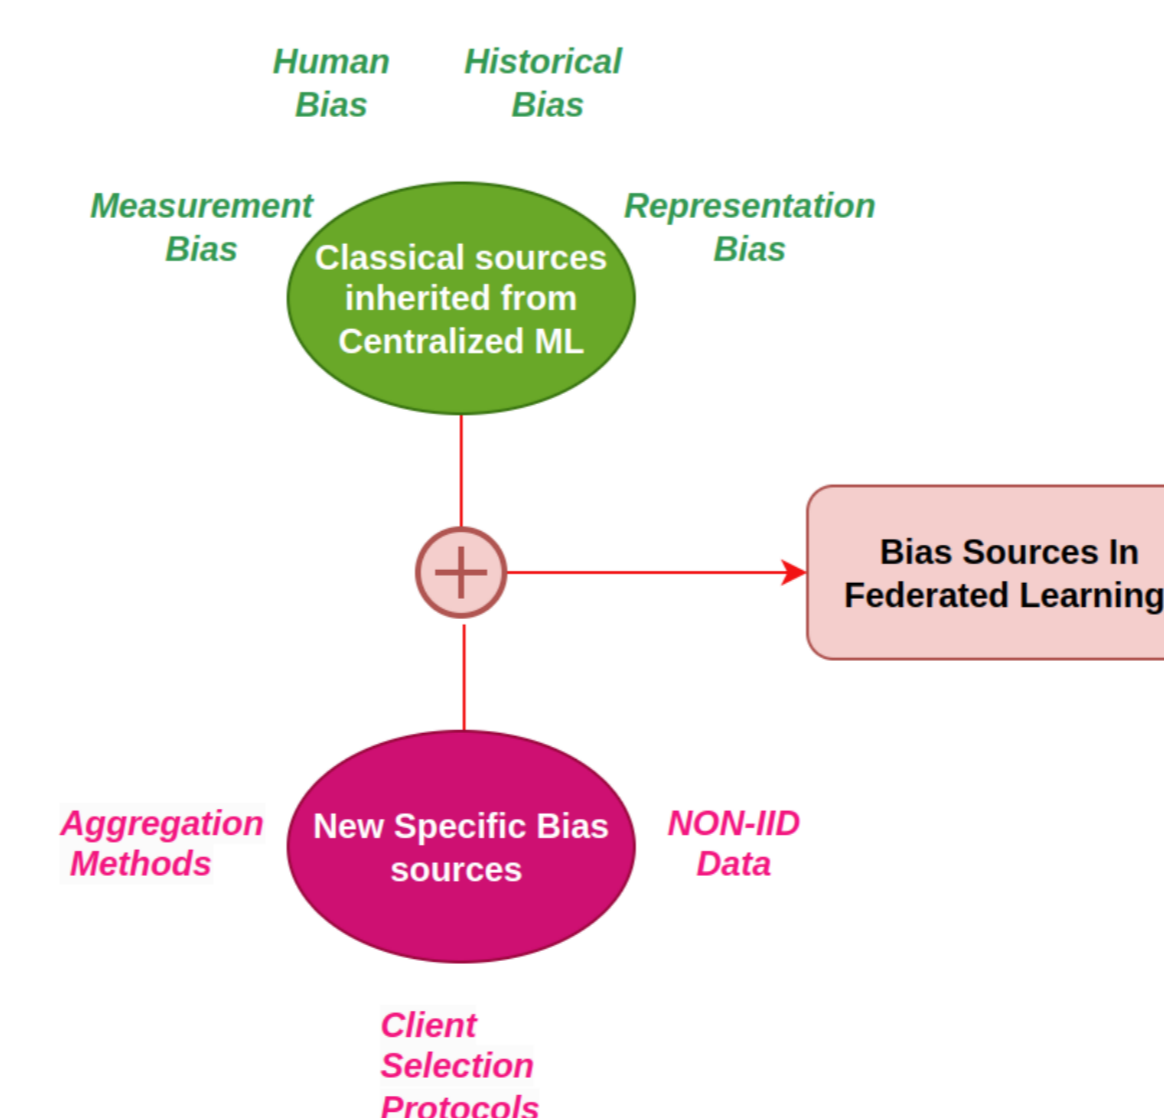 Human
Bias
Historical
Bias
Measurement
Bias
Representation
Bias
Classical sources
inherited from
Centralized ML
Bias Sources In
Federated Learning
Aggregation
Methods
New Specific Bias
sources
NON-IID
Data
Client
Selection
Protocols